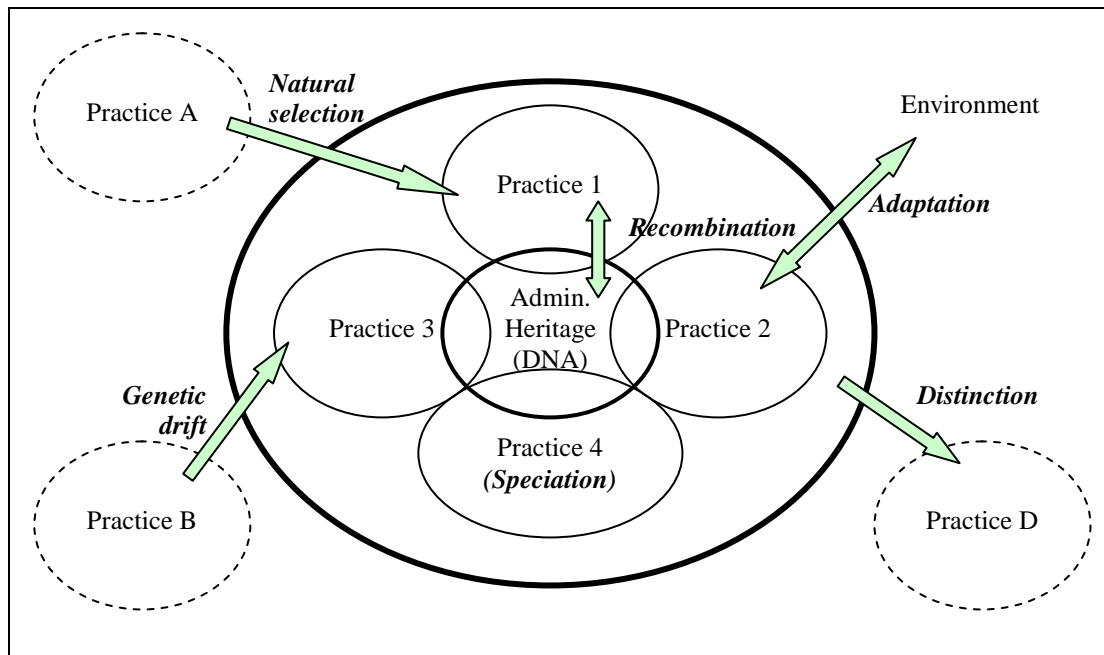 Practice A
Natural
selection
Environment
Practice 1
Adaptation
Recombination
Admin.
Heritage
(DNA)
Practice 3
Practice 2
Genetic
drift
Distinction
Practice 4
(Speciation)
Practice B
Practice D